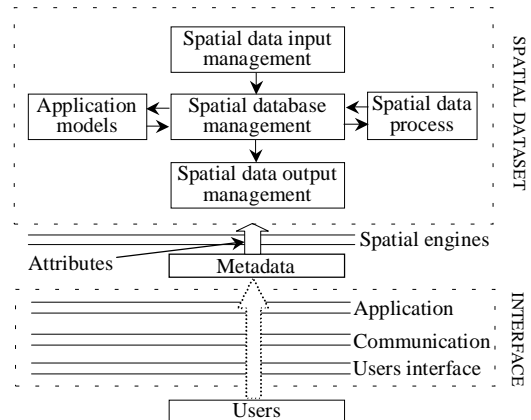 Spatial data input
management
Application
models
Spatial database
management
Spatial data
process
Spatial data output
management
SPATIAL DATASET
Spatial engines
Attributes
Metadada
Application
Communication
Users interface
INTERFACE
Users